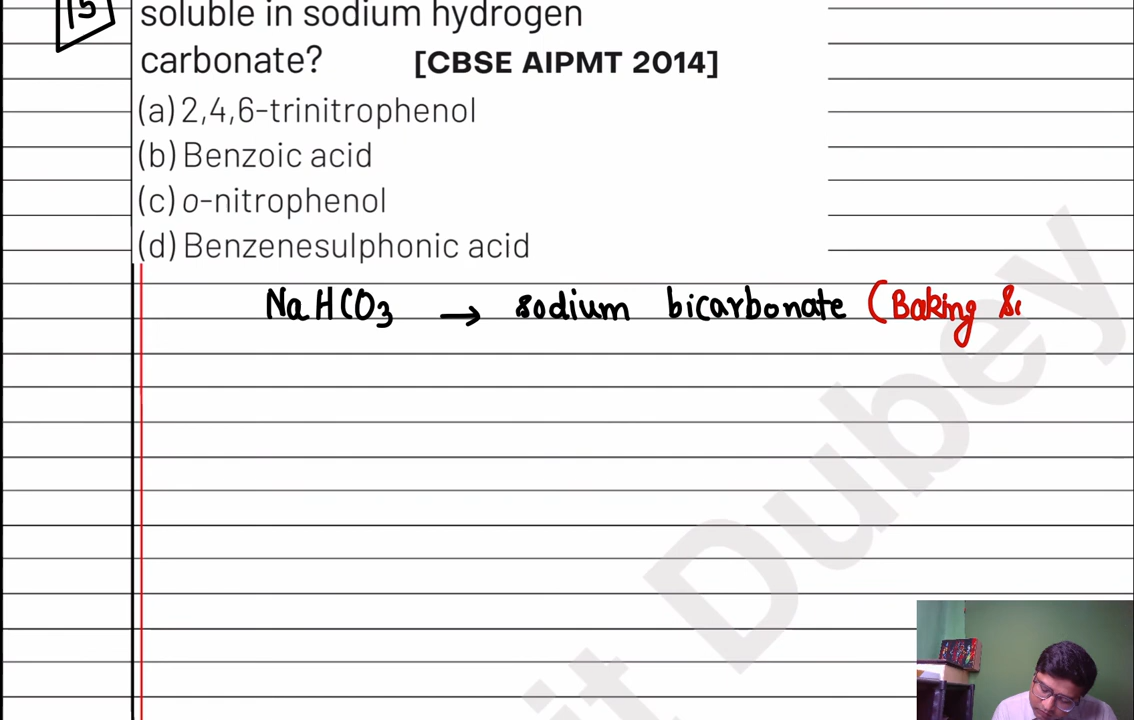 15
soluble in sodium hydrogen
carbonate? [CBSE AIPMT 2014]
(a) 2,4,6-trinitrophenol
(b) Benzoic acid
(c) o-nitrophenol
(d) Benzenesulphonic acid
NaHCO3 → sodium bicarbonate (Baking
Dubey